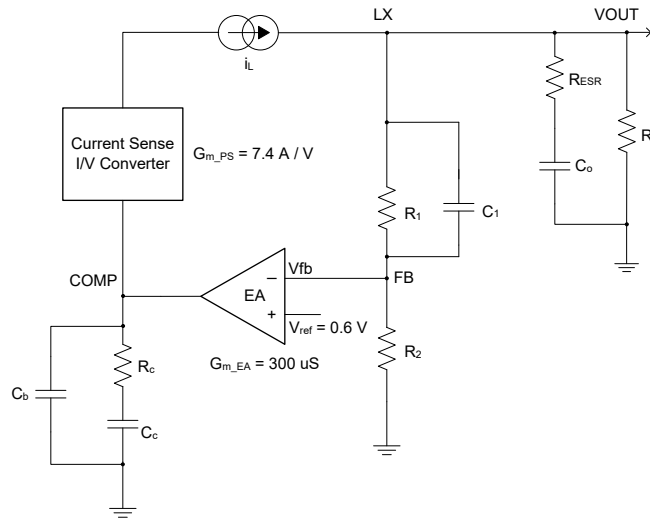 LX
VOUT
iL
RESR
Current Sense
I/V Converter
Gm_PS = 7.4 A / V
R
Co
R1
C1
COMP
Vfb
FB
EA
Vref = 0.6 V
Gm_EA = 300 uS
R2
Rc
Cb
Cc